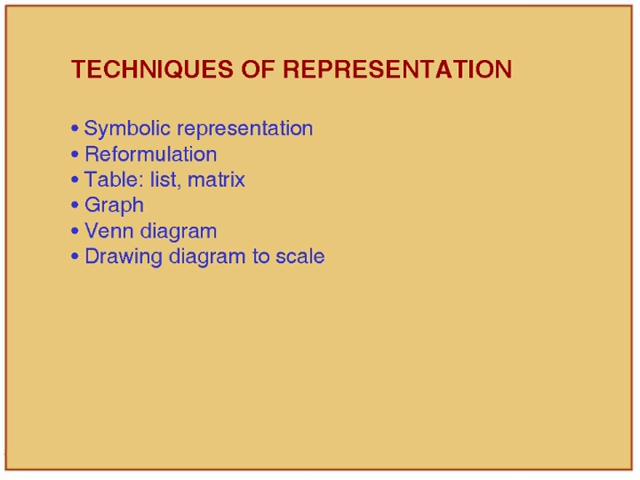 TECHNIQUES OF REPRESENTATION
• Symbolic representation
• Reformulation
• Table: list, matrix
• Graph
• Venn diagram
• Drawing diagram to scale